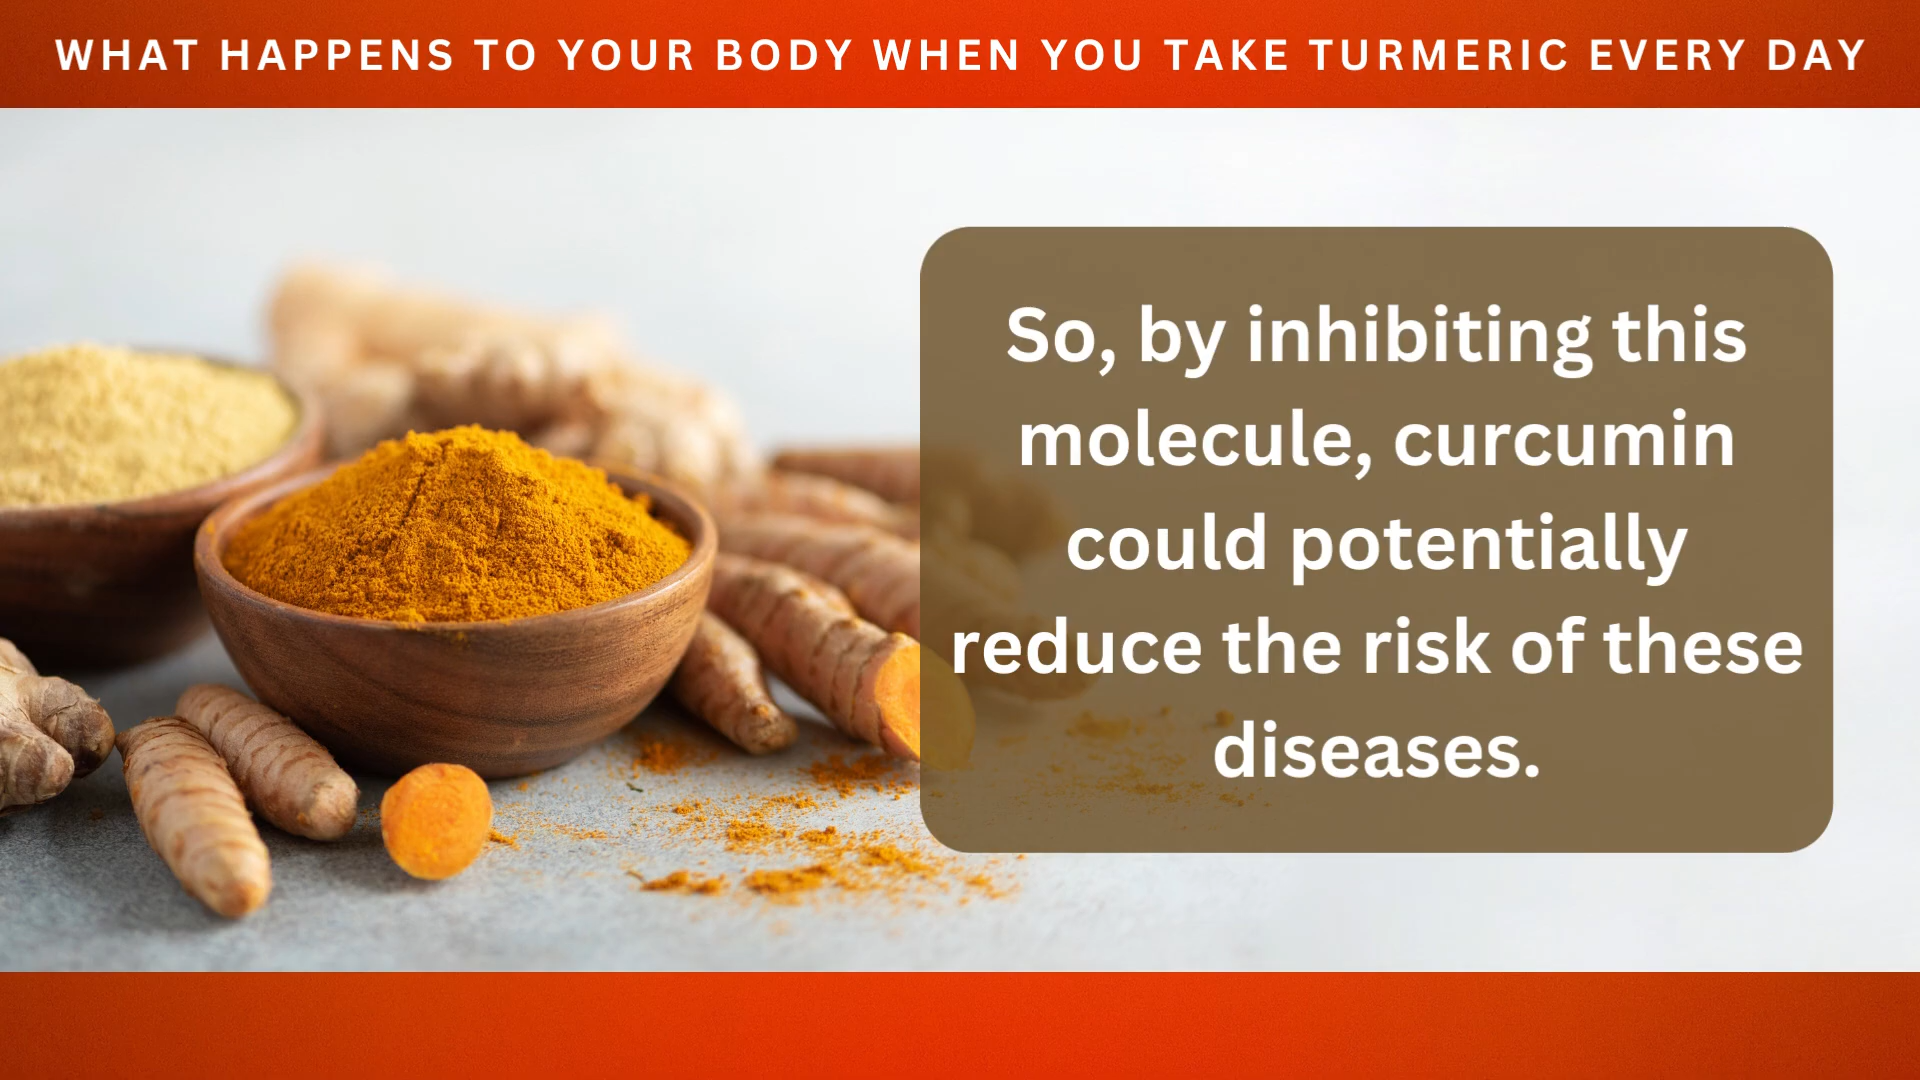 WHAT HAPPENS TO YOUR BODY WHEN YOU TAKE TURMERIC EVERY DAY
So, by inhibiting this
molecule, curcumin
could potentially
reduce the risk of these
diseases.